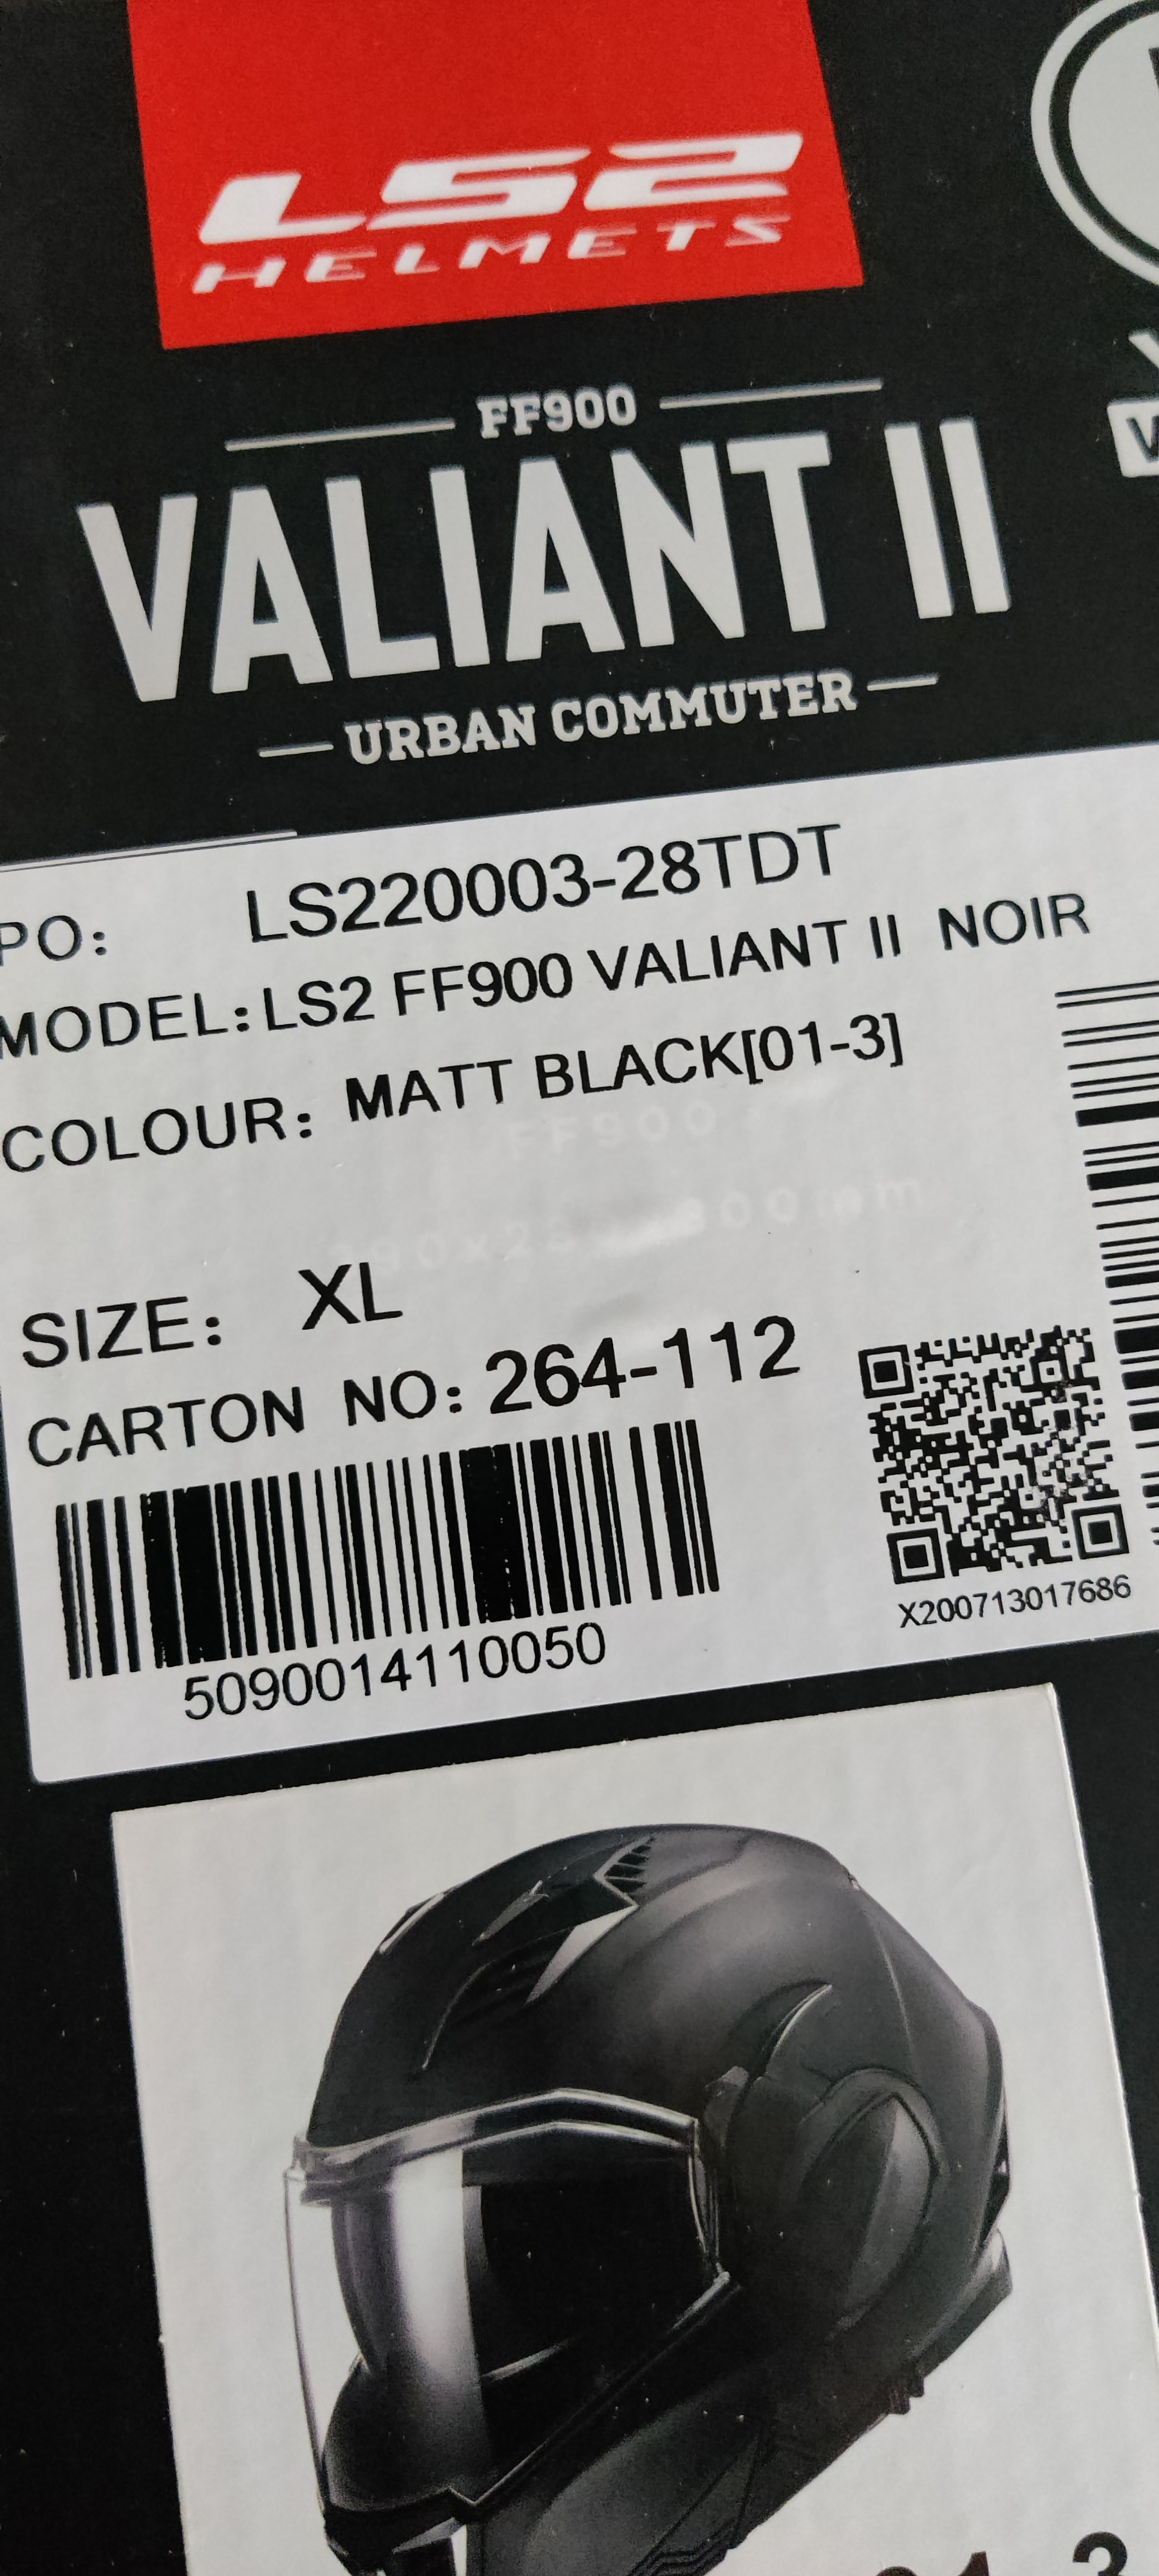 LS2
HELMETS
FF900
VALIANT II
URBAN COMMUTER
PO: LS220003-28TDT
MODEL: LS2 FF900 VALIANT II NOIR
COLOUR: MATT BLACK[01-3]
FF900
SIZE: XL
CARTON NO: 264-112
5090014110050
X200713017686